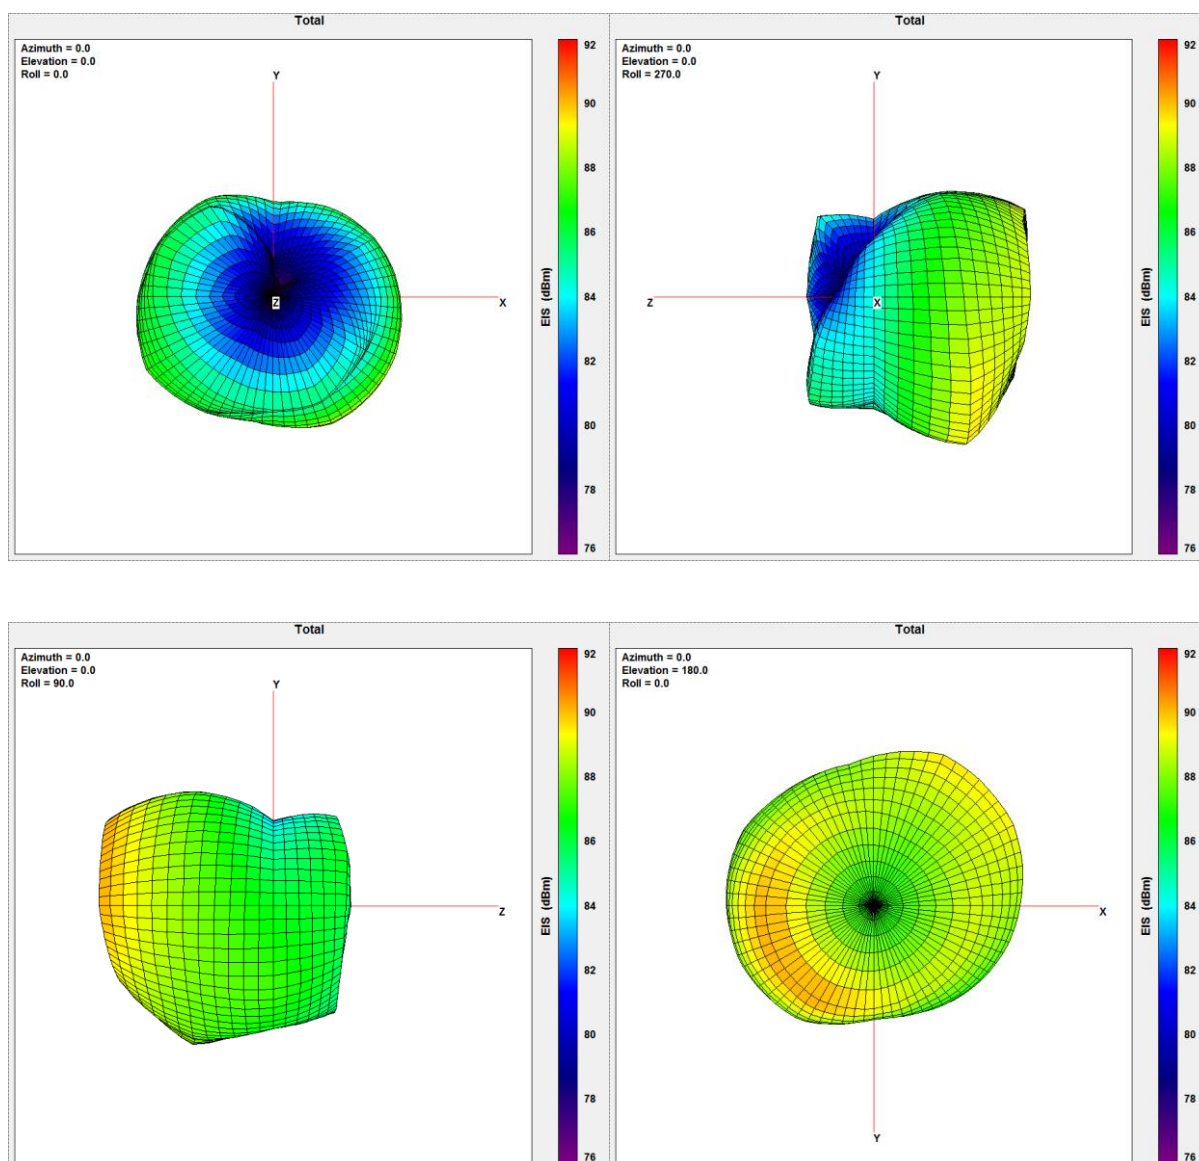 Total
Azimuth = 0.0
Elevation = 0.0
Roll = 0.0
Y
X
Z
92
90
88
86
84
82
80
78
76
EIS (dBm)
Total
Azimuth = 0.0
Elevation = 0.0
Roll = 270.0
Y
Z
X
92
90
88
86
84
82
80
78
76
EIS (dBm)
Total
Azimuth = 0.0
Elevation = 0.0
Roll = 90.0
Y
Z
92
90
88
86
84
82
80
78
76
EIS (dBm)
Total
Azimuth = 0.0
Elevation = 180.0
Roll = 0.0
X
Y
92
90
88
86
84
82
80
78
76
EIS (dBm)